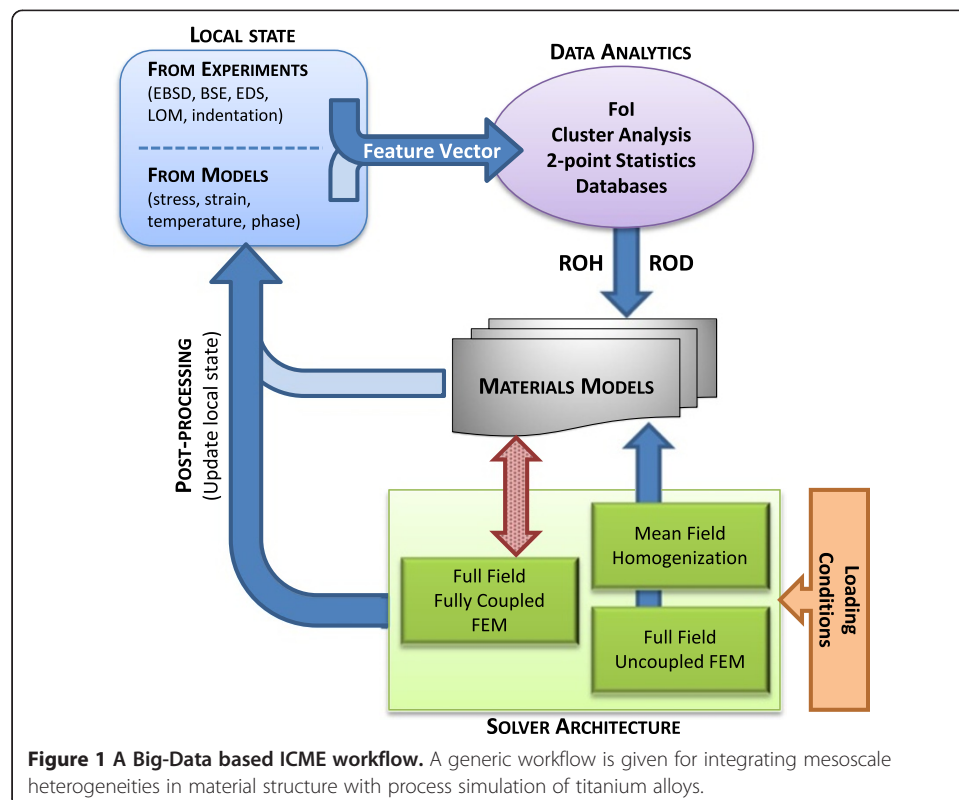 LOCAL STATE
FROM EXPERIMENTS
(EBSD, BSE, EDS,
LOM, indentation)
FROM MODELS
(stress, strain,
temperature, phase)
Feature Vector
DATA ANALYTICS
FoI
Cluster Analysis
2-point Statistics
Databases
ROH
ROD
MATERIALS MODELS
POST-PROCESSING
(Update local state)
Mean Field
Homogenization
Full Field
Fully Coupled
FEM
Full Field
Uncoupled FEM
Loading
Conditions
SOLVER ARCHITECTURE
Figure 1 A Big-Data based ICME workflow. A generic workflow is given for integrating mesoscale
heterogeneities in material structure with process simulation of titanium alloys.